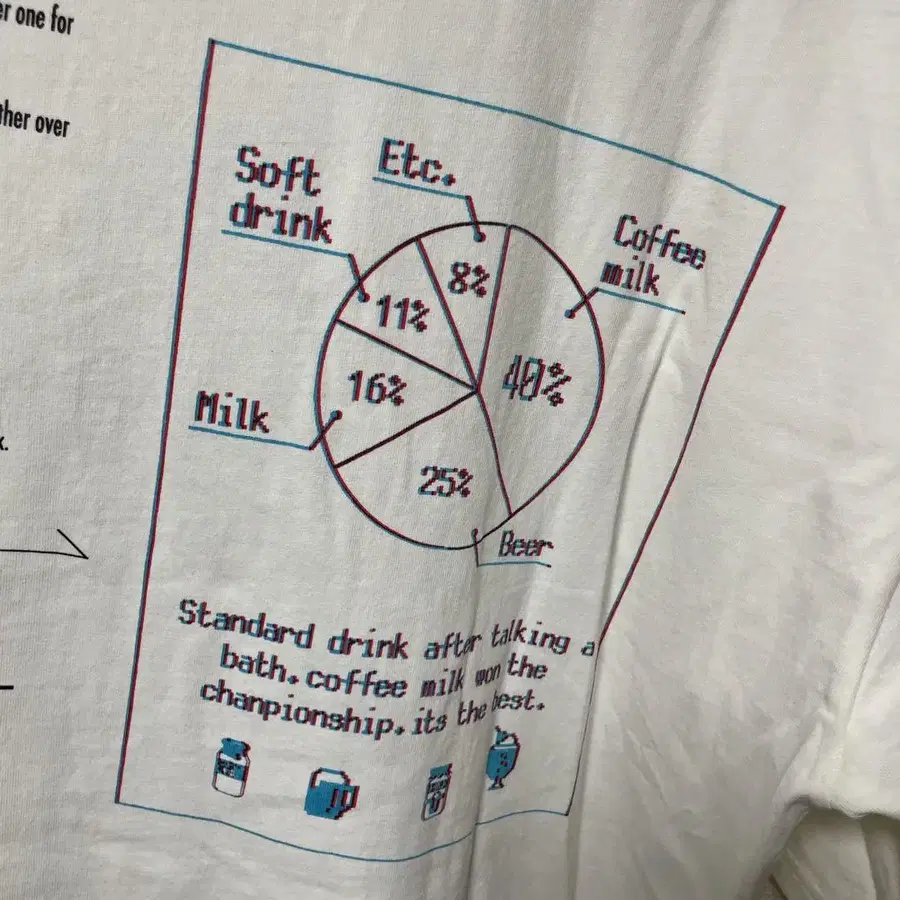 er one for
ther over
k.
Etc.
Soft
drink
Coffee
milk
8%
11%
40%
16%
Milk
25%
Beer
Standard drink after talking a
bath. coffee milk won the
chanpionship. its the best.